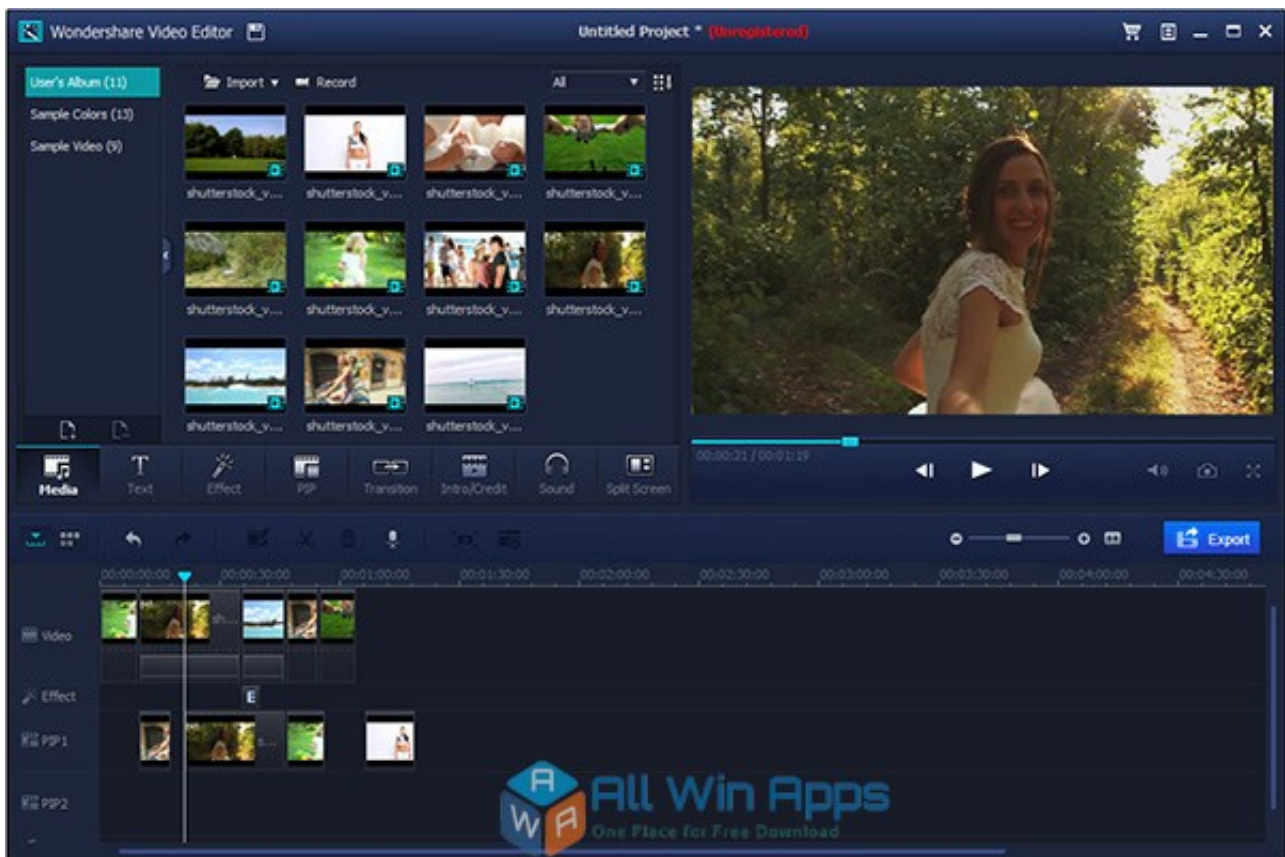 Wondershare Video Editor
Untitled Project * (Unregistered)
User's Album (11)
Sample Colors (13)
Sample Video (9)
Import
Record
All
shutterstock_v...
shutterstock_v...
shutterstock_v...
shutterstock_v...
shutterstock_v...
shutterstock_v...
shutterstock_v...
shutterstock_v...
shutterstock_v...
shutterstock_v...
shutterstock_v...
00:00:21 / 00:01:19
Media
Text
Effect
PIP
Transition
Intro/Credit
Sound
Split Screen
Export
00:00:00:00
00:00:30:00
00:01:00:00
00:01:30:00
00:02:00:00
00:02:30:00
00:03:00:00
00:03:30:00
00:04:00:00
00:04:30:00
Video
sh...
Effect
E
PIP1
s...
PIP2
AWA
All Win Apps
One Place for Free Download